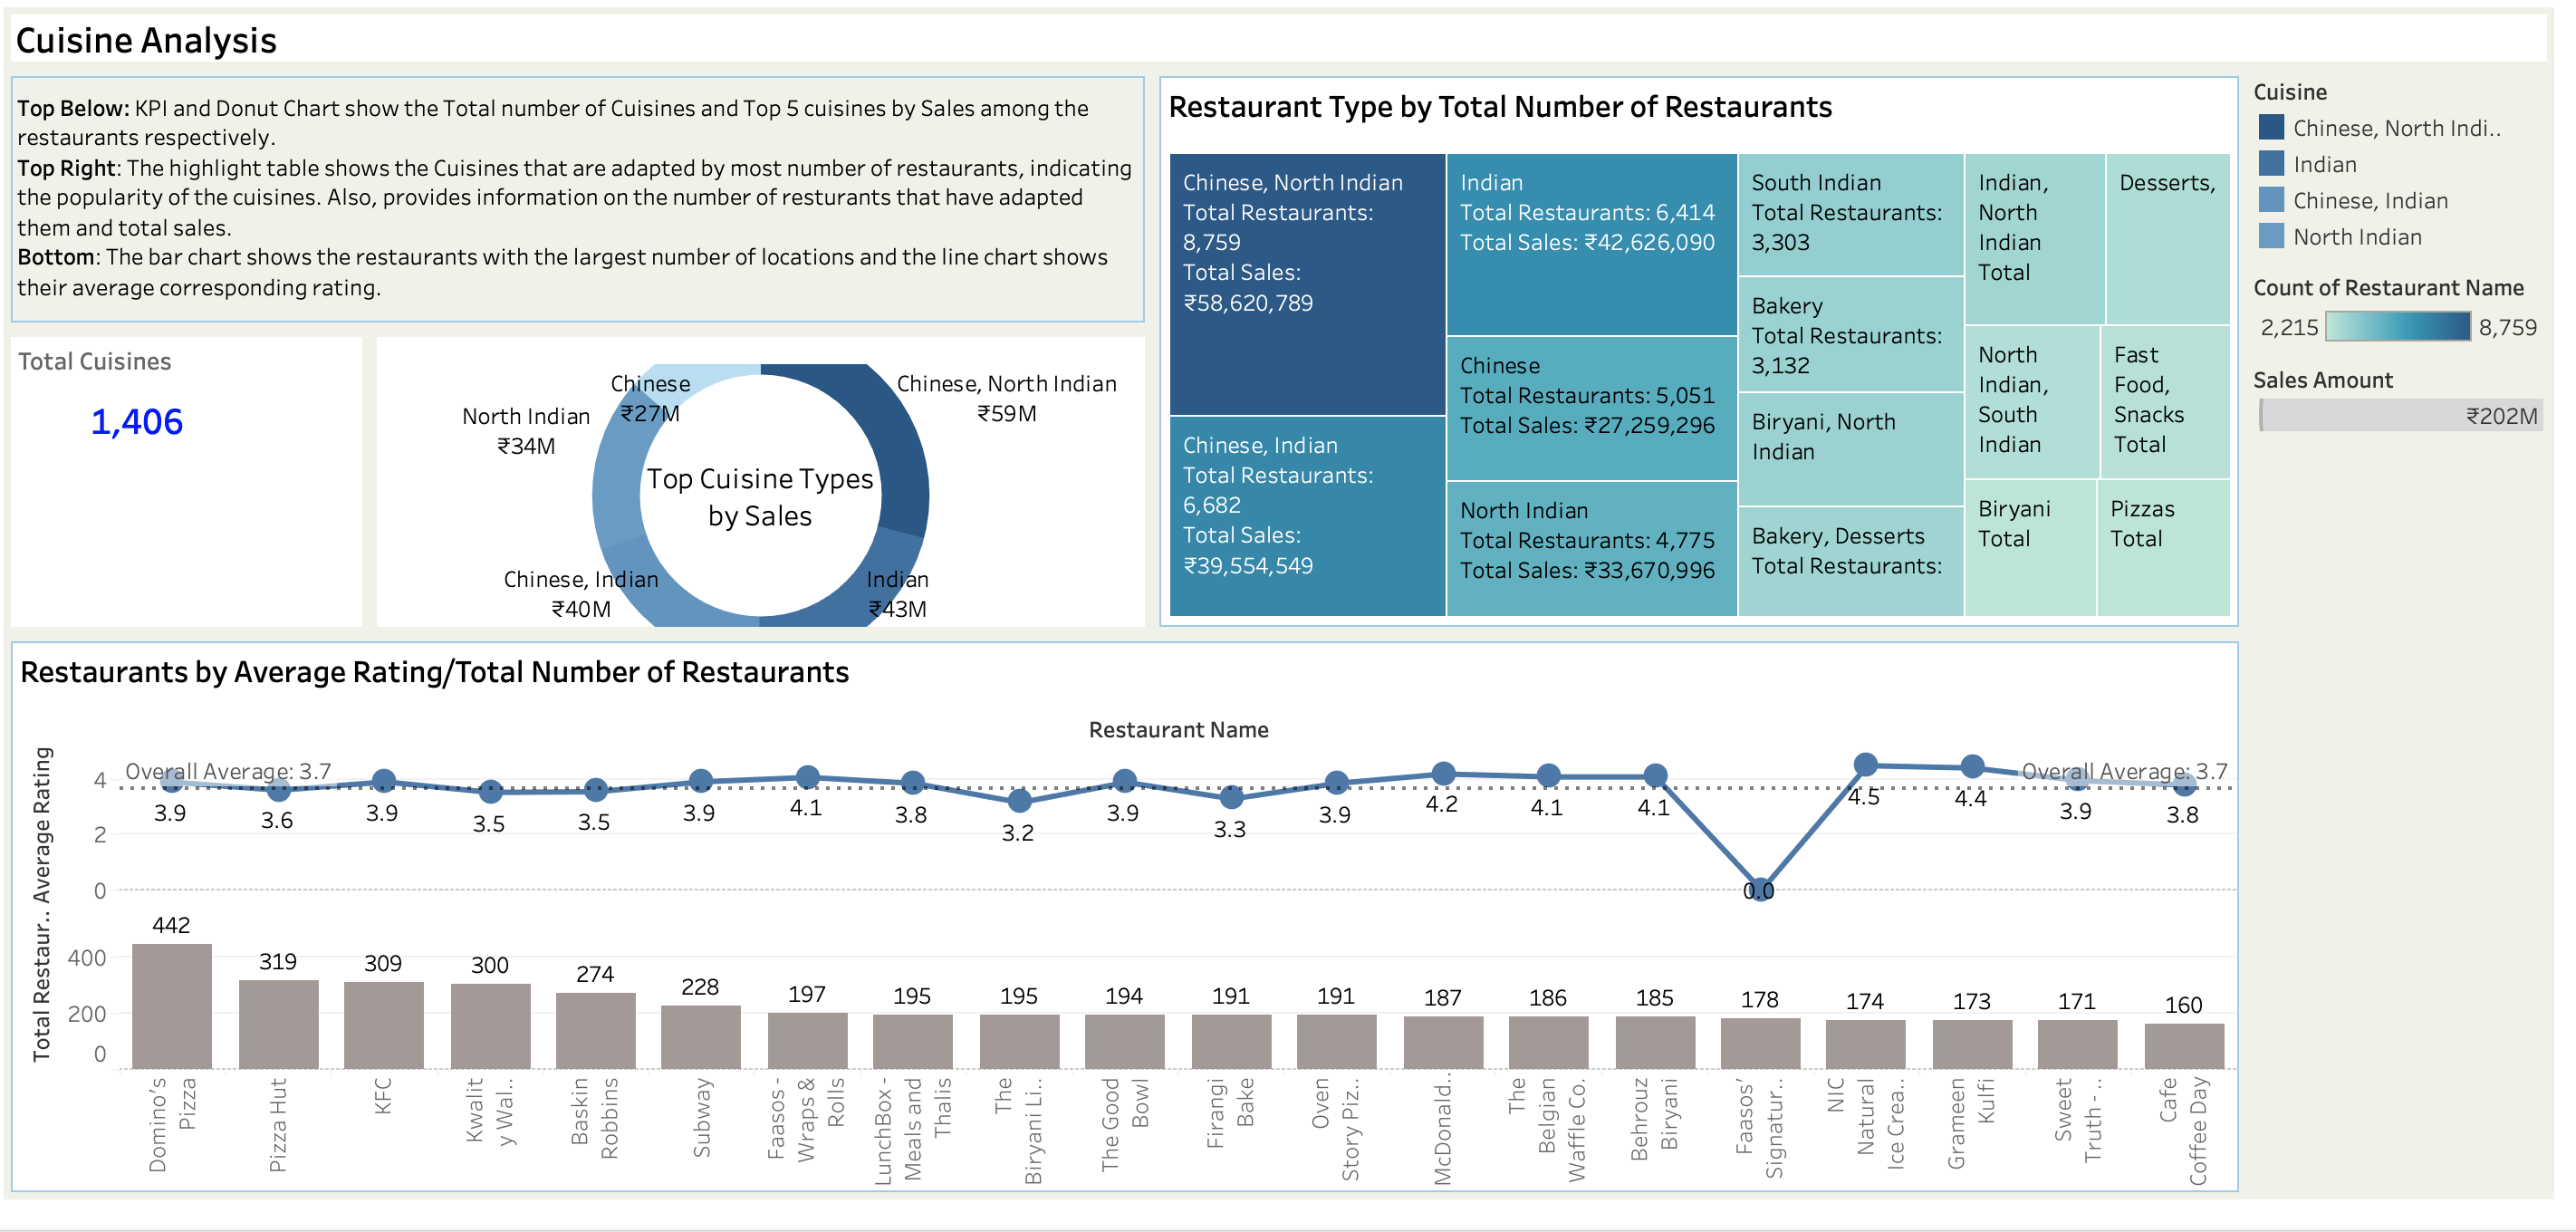 Cuisine Analysis
Top Below: KPI and Donut Chart show the Total number of Cuisines and Top 5 cuisines by Sales among the
restaurants respectively.
Top Right: The highlight table shows the Cuisines that are adapted by most number of restaurants, indicating
the popularity of the cuisines. Also, provides information on the number of resturants that have adapted
them and total sales.
Bottom: The bar chart shows the restaurants with the largest number of locations and the line chart shows
their average corresponding rating.
Total Cuisines
1,406
Chinese
₹27M
Chinese, North Indian
₹59M
North Indian
₹34M
Top Cuisine Types
by Sales
Chinese, Indian
₹40M
Indian
₹43M
Restaurant Type by Total Number of Restaurants
Chinese, North Indian
Total Restaurants:
8,759
Total Sales:
₹58,620,789
Chinese, Indian
Total Restaurants:
6,682
Total Sales:
₹39,554,549
Indian
Total Restaurants: 6,414
Total Sales: ₹42,626,090
Chinese
Total Restaurants: 5,051
Total Sales: ₹27,259,296
North Indian
Total Restaurants: 4,775
Total Sales: ₹33,670,996
South Indian
Total Restaurants:
3,303
Bakery
Total Restaurants:
3,132
Biryani, North
Indian
Bakery, Desserts
Total Restaurants:
Indian,
North
Indian
Total
Desserts,
North
Indian,
South
Indian
Fast
Food,
Snacks
Total
Biryani
Total
Pizzas
Total
Cuisine
Chinese, North Indi..
Indian
Chinese, Indian
North Indian
Count of Restaurant Name
2,215 8,759
Sales Amount
₹202M
Restaurants by Average Rating/Total Number of Restaurants
Restaurant Name
Average Rating
4
2
0
Overall Average: 3.7 Overall Average: 3.7
3.9 3.6 3.9 3.5 3.5 3.9 4.1 3.8 3.2 3.9 3.3 3.9 4.2 4.1 4.1 0.0 4.5 4.4 3.9 3.8
Total Restaur..
400
200
0
442 319 309 300 274 228 197 195 195 194 191 191 187 186 185 178 174 173 171 160
Domino's
Pizza
Pizza Hut
KFC
Kwalit
y Wal..
Baskin
Robbins
Subway
Faasos -
Wraps &
Rolls
LunchBox -
Meals and
Thalis
The
Biryani Li..
The Good
Bowl
Firangi
Bake
Oven
Story Piz..
McDonald..
The
Belgian
Waffle Co.
Behrouz
Biryani
Faasos'
Signatur..
NIC
Natural
Ice Crea..
Grameen
Kulfi
Sweet
Truth - ..
Cafe
Coffee Day